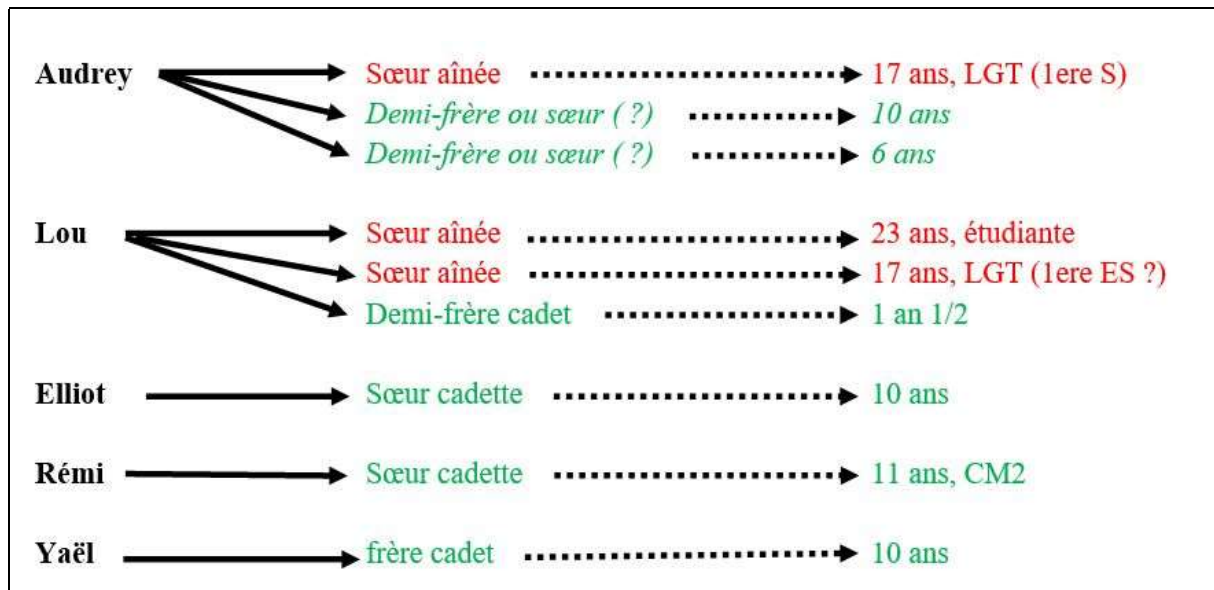 Audrey Sœur aînée 17 ans, LGT (1ere S)
Demi-frère ou sœur ( ?) 10 ans
Demi-frère ou sœur ( ?) 6 ans
Lou Sœur aînée 23 ans, étudiante
Sœur aînée 17 ans, LGT (1ere ES ?)
Demi-frère cadet 1 an 1/2
Elliot Sœur cadette 10 ans
Rémi Sœur cadette 11 ans, CM2
Yaël frère cadet 10 ans